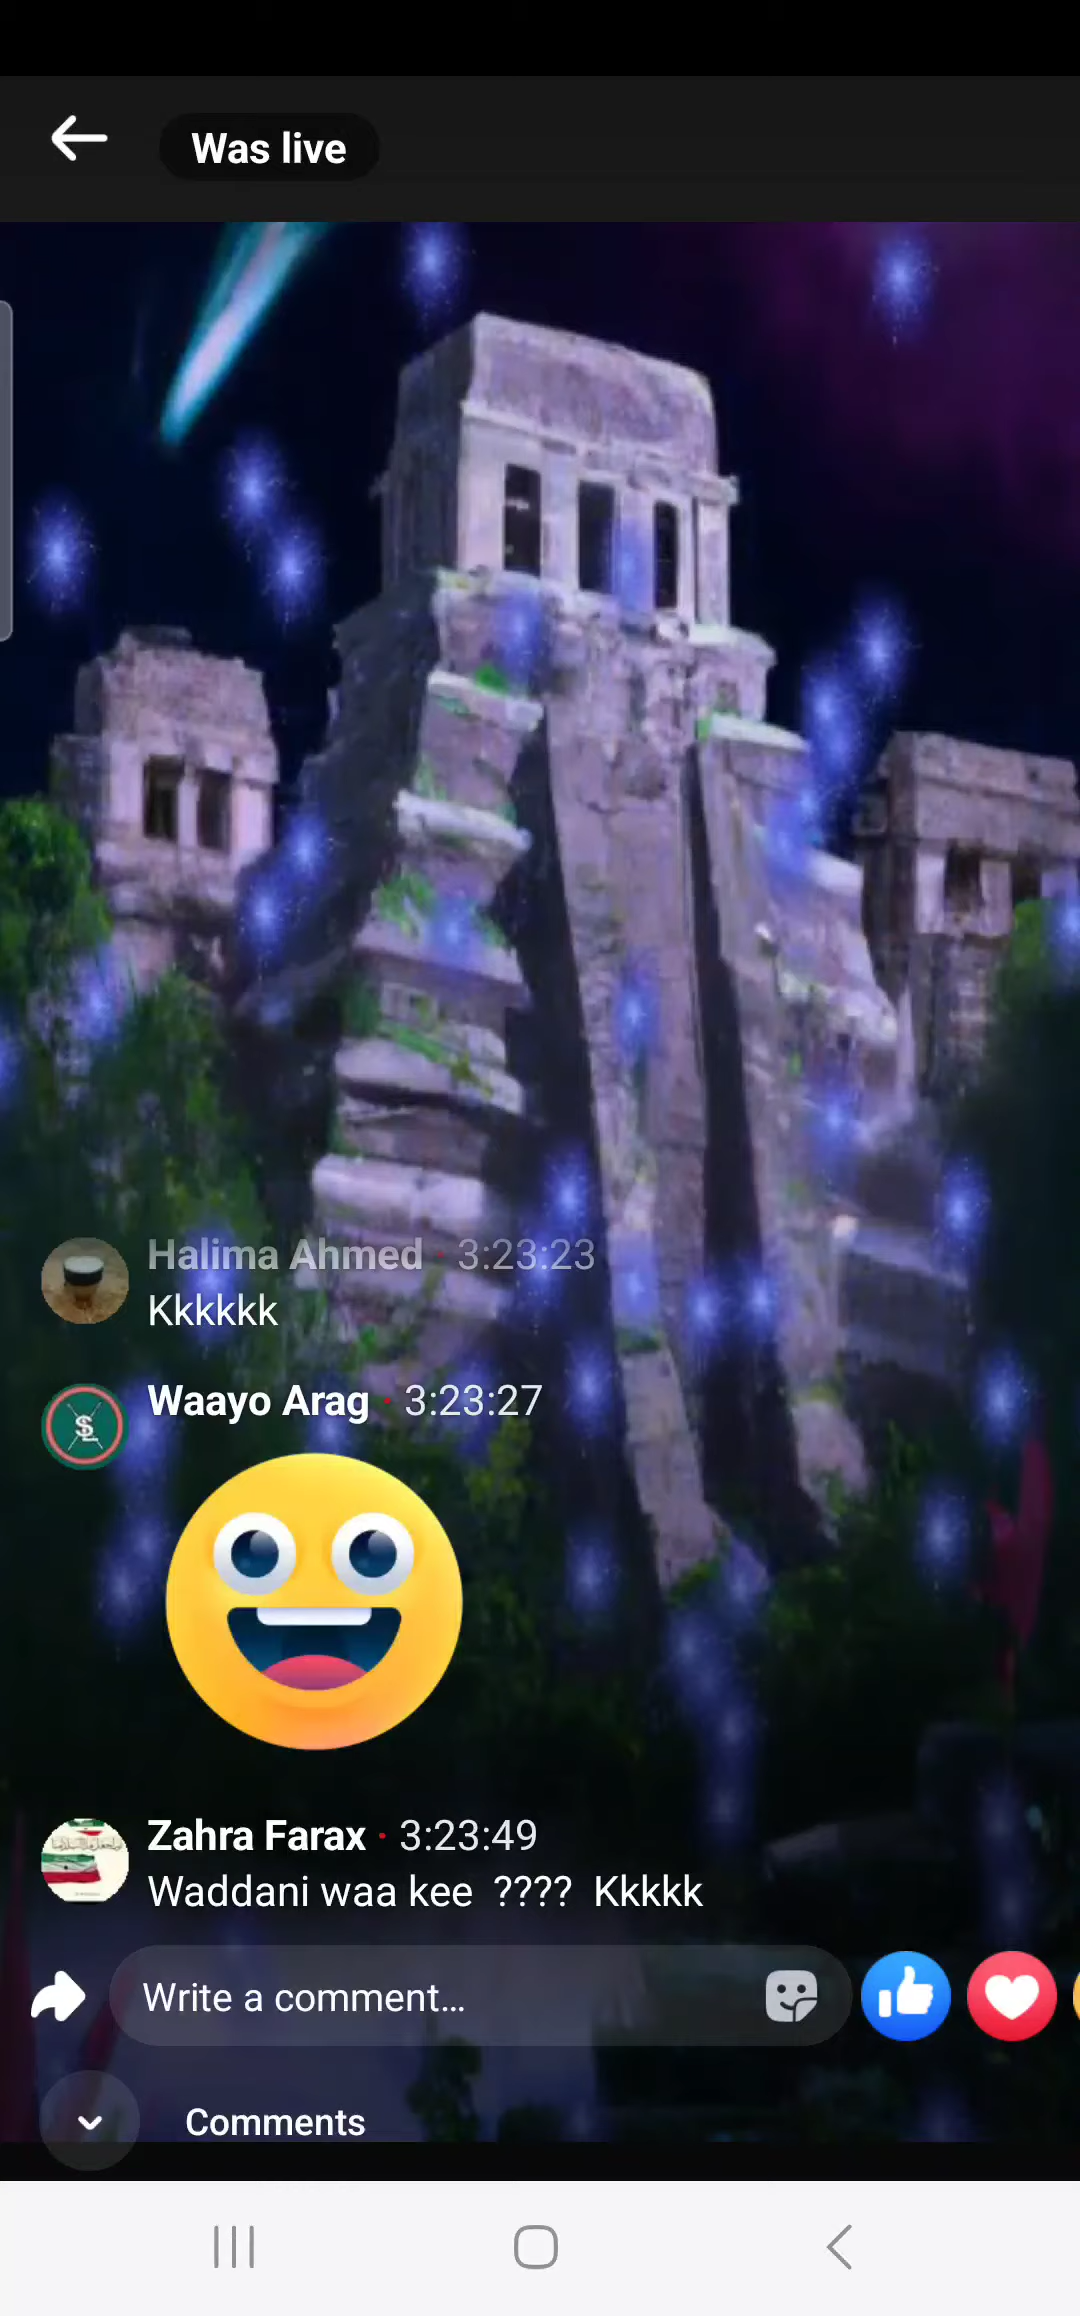 Was live
Halima Ahmed · 3:23:23
Kkkkkk
Waayo Arag · 3:23:27
Zahra Farax · 3:23:49
Waddani waa kee ???? Kkkkk
Write a comment...
Comments